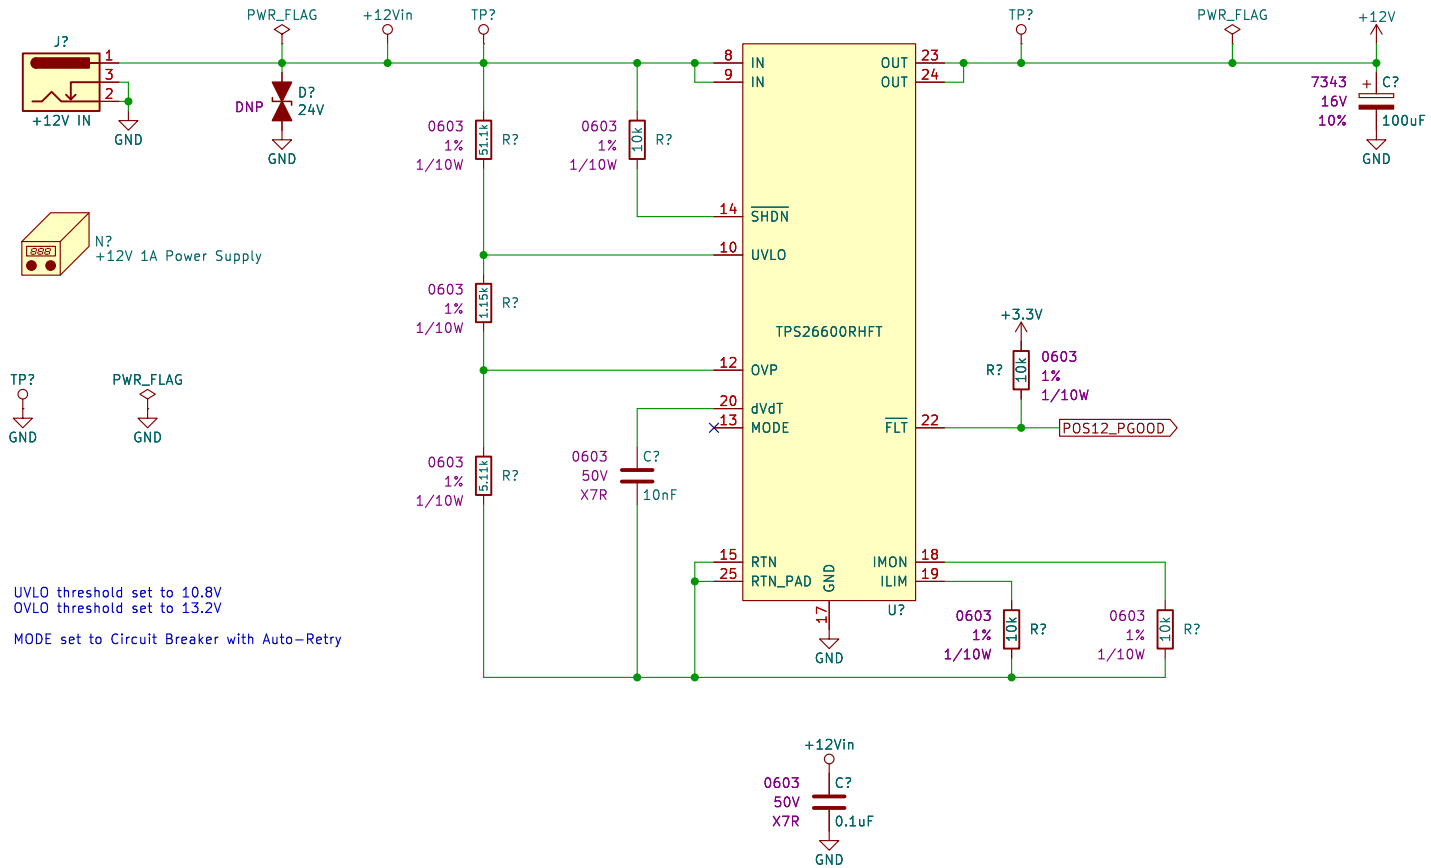 PWR_FLAG
+12Vin
TP?
TP?
PWR_FLAG
+12V
J?
1
3
2
+12V IN
GND
DNP
D?
24V
GND
0603
1%
1/10W
51.1k
R?
0603
1%
1/10W
10k
R?
8
9
IN
IN
OUT
OUT
23
24
7343
16V
10%
+
C?
100uF
GND
14
SHDN
10
UVLO
N?
+12V 1A Power Supply
888
0603
1%
1/10W
1.15k
R?
TPS26600RHFT
+3.3V
R?
10k
0603
1%
1/10W
12
OVP
20
dVdT
13
MODE
FLT
22
POS12_PGOOD
TP?
GND
PWR_FLAG
GND
0603
1%
1/10W
5.11k
R?
0603
50V
X7R
C?
10nF
15
RTN
25
RTN_PAD
GND
17
GND
IMON
18
ILIM
19
U?
0603
1%
1/10W
10k
R?
0603
1%
1/10W
10k
R?
UVLO threshold set to 10.8V
OVLO threshold set to 13.2V
MODE set to Circuit Breaker with Auto-Retry
+12Vin
0603
50V
X7R
C?
0.1uF
GND